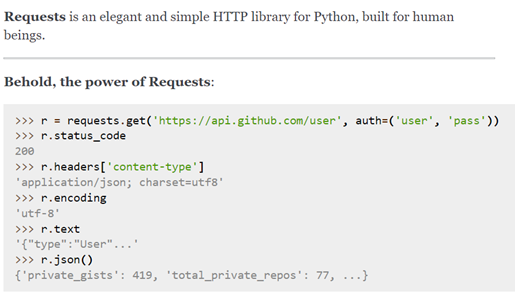 Requests is an elegant and simple HTTP library for Python, built for human
beings.
Behold, the power of Requests:
>>> r = requests.get('https://api.github.com/user', auth=('user', 'pass'))
>>> r.status_code
200
>>> r.headers['content-type']
'application/json; charset=utf8'
>>> r.encoding
'utf-8'
>>> r.text
'{"type":"User"...'
>>> r.json()
{'private_gists': 419, 'total_private_repos': 77, ...}